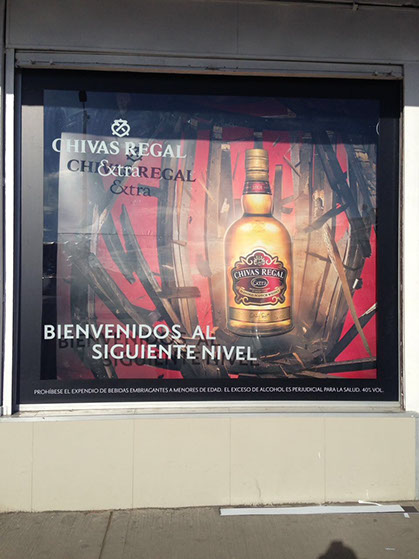 CHIVAS REGAL
Extra
CHIVAS REGAL
Extra
CHIVAS REGAL
Extra
BIENVENIDOS AL
SIGUIENTE NIVEL
PROHÍBESE EL EXPENDIO DE BEBIDAS EMBRIAGANTES A MENORES DE EDAD. EL EXCESO DE ALCOHOL ES PERJUDICIAL PARA LA SALUD. 40% VOL.